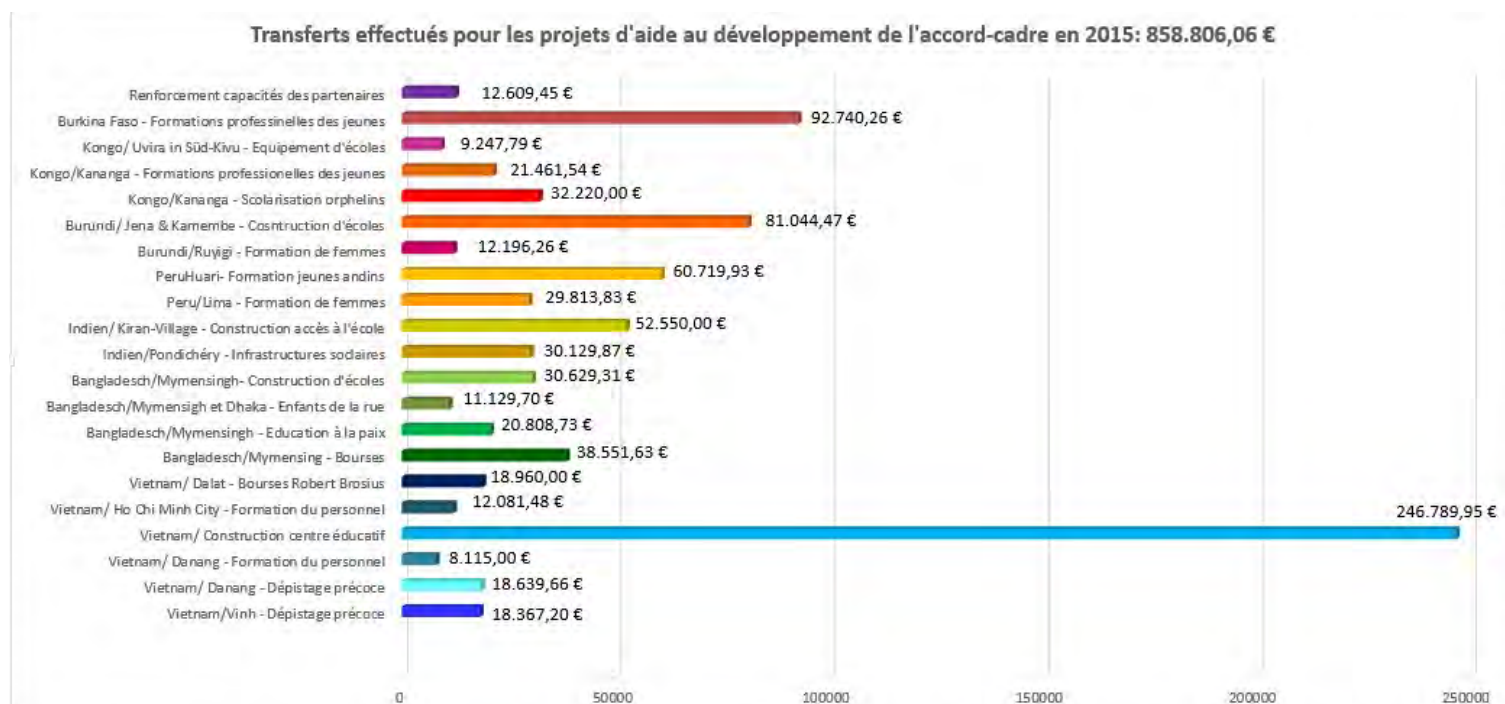 Transferts effectués pour les projets d'aide au développement de l'accord-cadre en 2015: 858.806,06 €
Renforcement capacités des partenaires 12.609,45 €
Burkina Faso - Formations professinelles des jeunes 92.740,26 €
Kongo/ Uvira in Süd-Kivu - Equipement d'écoles 9.247,79 €
Kongo/Kananga - Formations professionelles des jeunes 21.461,54 €
Kongo/Kananga - Scolarisation orphelins 32.220,00 €
Burundi/ Jena & Kamembe - Cosntruction d'écoles 81.044,47 €
Burundi/Ruyigi - Formation de femmes 12.196,26 €
PeruHuari- Formation jeunes andins 60.719,93 €
Peru/Lima - Formation de femmes 29.813,83 €
Indien/ Kiran-Village - Construction accès à l'école 52.550,00 €
Indien/Pondichéry - Infrastructures sociaires 30.129,87 €
Bangladesch/Mymensingh- Construction d'écoles 30.629,31 €
Bangladesch/Mymensigh et Dhaka - Enfants de la rue 11.129,70 €
Bangladesch/Mymensingh - Education à la paix 20.808,73 €
Bangladesch/Mymensing - Bourses 38.551,63 €
Vietnam/ Dalat - Bourses Robert Brosius 18.960,00 €
Vietnam/ Ho Chi Minh City - Formation du personnel 12.081,48 €
Vietnam/ Construction centre éducatif 246.789,95 €
Vietnam/ Danang - Formation du personnel 8.115,00 €
Vietnam/ Danang - Dépistage précoce 18.639,66 €
Vietnam/Vinh - Dépistage précoce 18.367,20 €
0 50000 100000 150000 200000 250000